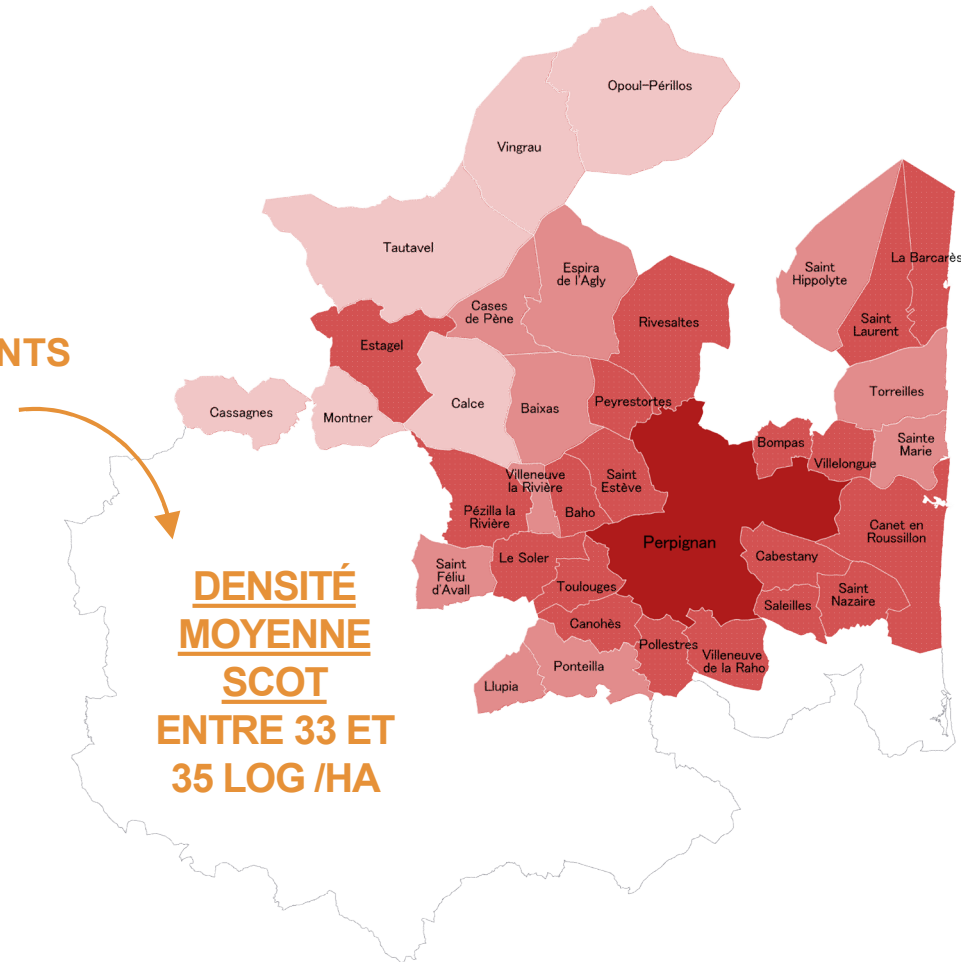 Opoul-Périllos
Vingrau
Tautavel
Espira
de l'Agly
Saint
Hippolyte
La Barcarès
Cases
de Pène
Rivesaltes
Saint
Laurent
NTS
Estagel
Torreilles
Cassagnes
Montner
Calce
Baixas
Peyrestortes
Sainte
Marie
Bompas
Villelongue
Villeneuve
la Rivière
Saint
Estève
Pézilla la
Rivière
Baho
Canet en
Roussillon
Perpignan
Saint
Féliu
d'Avall
Le Soler
Toulouges
Cabestany
Saleilles
Saint
Nazaire
Canohès
Pollestres
Villeneuve
de la Raho
Ponteilla
Llupia
DENSITÉ
MOYENNE
SCOT
ENTRE 33 ET
35 LOG /HA